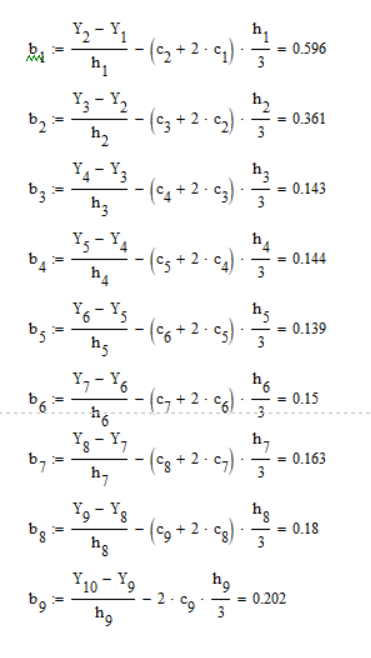 b₁ := (Y₂ − Y₁)/h₁ − (c₂ + 2 · c₁) · h₁/3 = 0.596
b₂ := (Y₃ − Y₂)/h₂ − (c₃ + 2 · c₂) · h₂/3 = 0.361
b₃ := (Y₄ − Y₃)/h₃ − (c₄ + 2 · c₃) · h₃/3 = 0.143
b₄ := (Y₅ − Y₄)/h₄ − (c₅ + 2 · c₄) · h₄/3 = 0.144
b₅ := (Y₆ − Y₅)/h₅ − (c₆ + 2 · c₅) · h₅/3 = 0.139
b₆ := (Y₇ − Y₆)/h₆ − (c₇ + 2 · c₆) · h₆/3 = 0.15
b₇ := (Y₈ − Y₇)/h₇ − (c₈ + 2 · c₇) · h₇/3 = 0.163
b₈ := (Y₉ − Y₈)/h₈ − (c₉ + 2 · c₈) · h₈/3 = 0.18
b₉ := (Y₁₀ − Y₉)/h₉ − 2 · c₉ · h₉/3 = 0.202